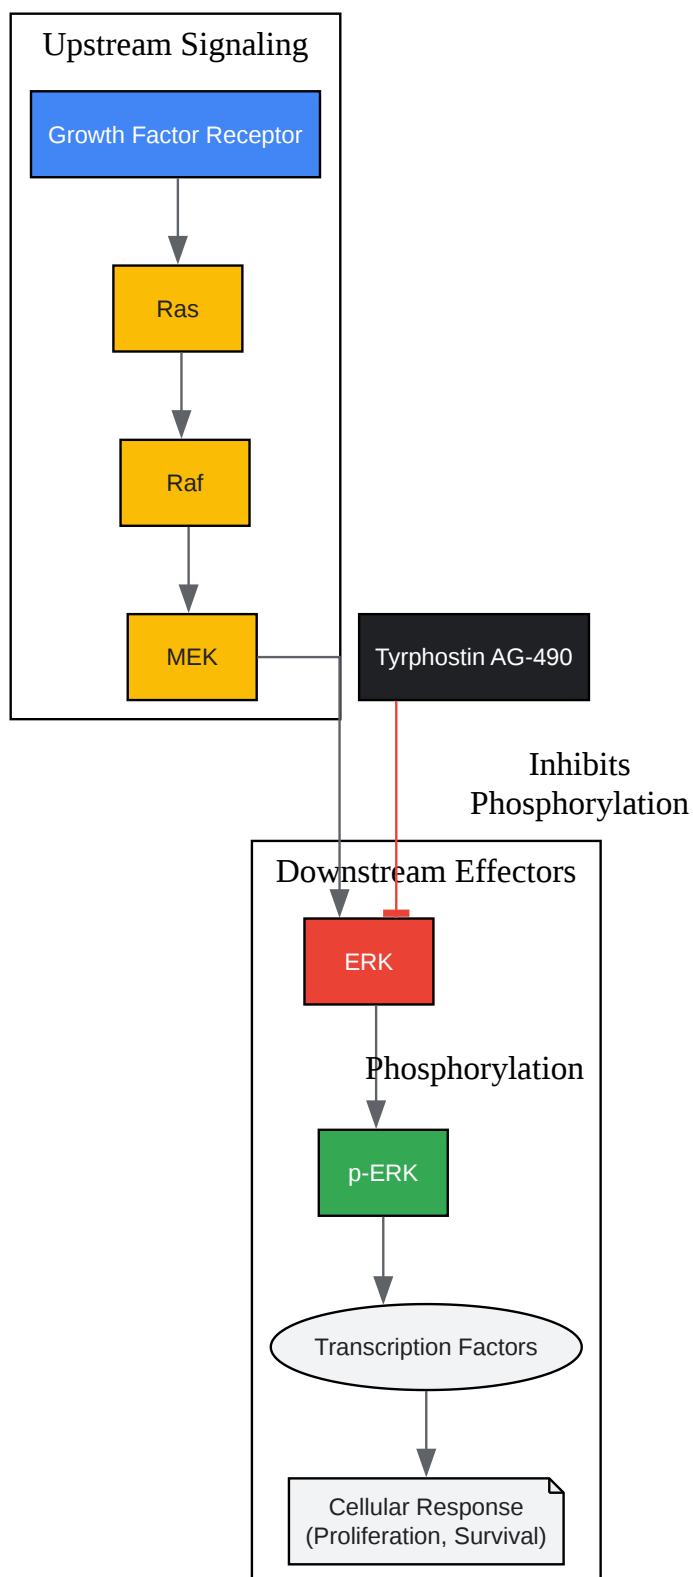 Upstream Signaling
Growth Factor Receptor
Ras
Raf
MEK
Tyrphostin AG-490
Inhibits
Phosphorylation
Downstream Effectors
ERK
Phosphorylation
p-ERK
Transcription Factors
Cellular Response
(Proliferation, Survival)